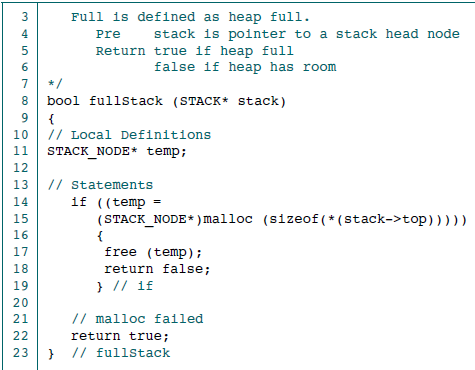 3 Full is defined as heap full.
4 Pre stack is pointer to a stack head node
5 Return true if heap full
6 false if heap has room
7 */
8 bool fullStack (STACK* stack)
9 {
10 // Local Definitions
11 STACK_NODE* temp;
12
13 // Statements
14 if ((temp =
15 (STACK_NODE*)malloc (sizeof(*(stack->top)))))
16 {
17 free (temp);
18 return false;
19 } // if
20
21 // malloc failed
22 return true;
23 } // fullStack